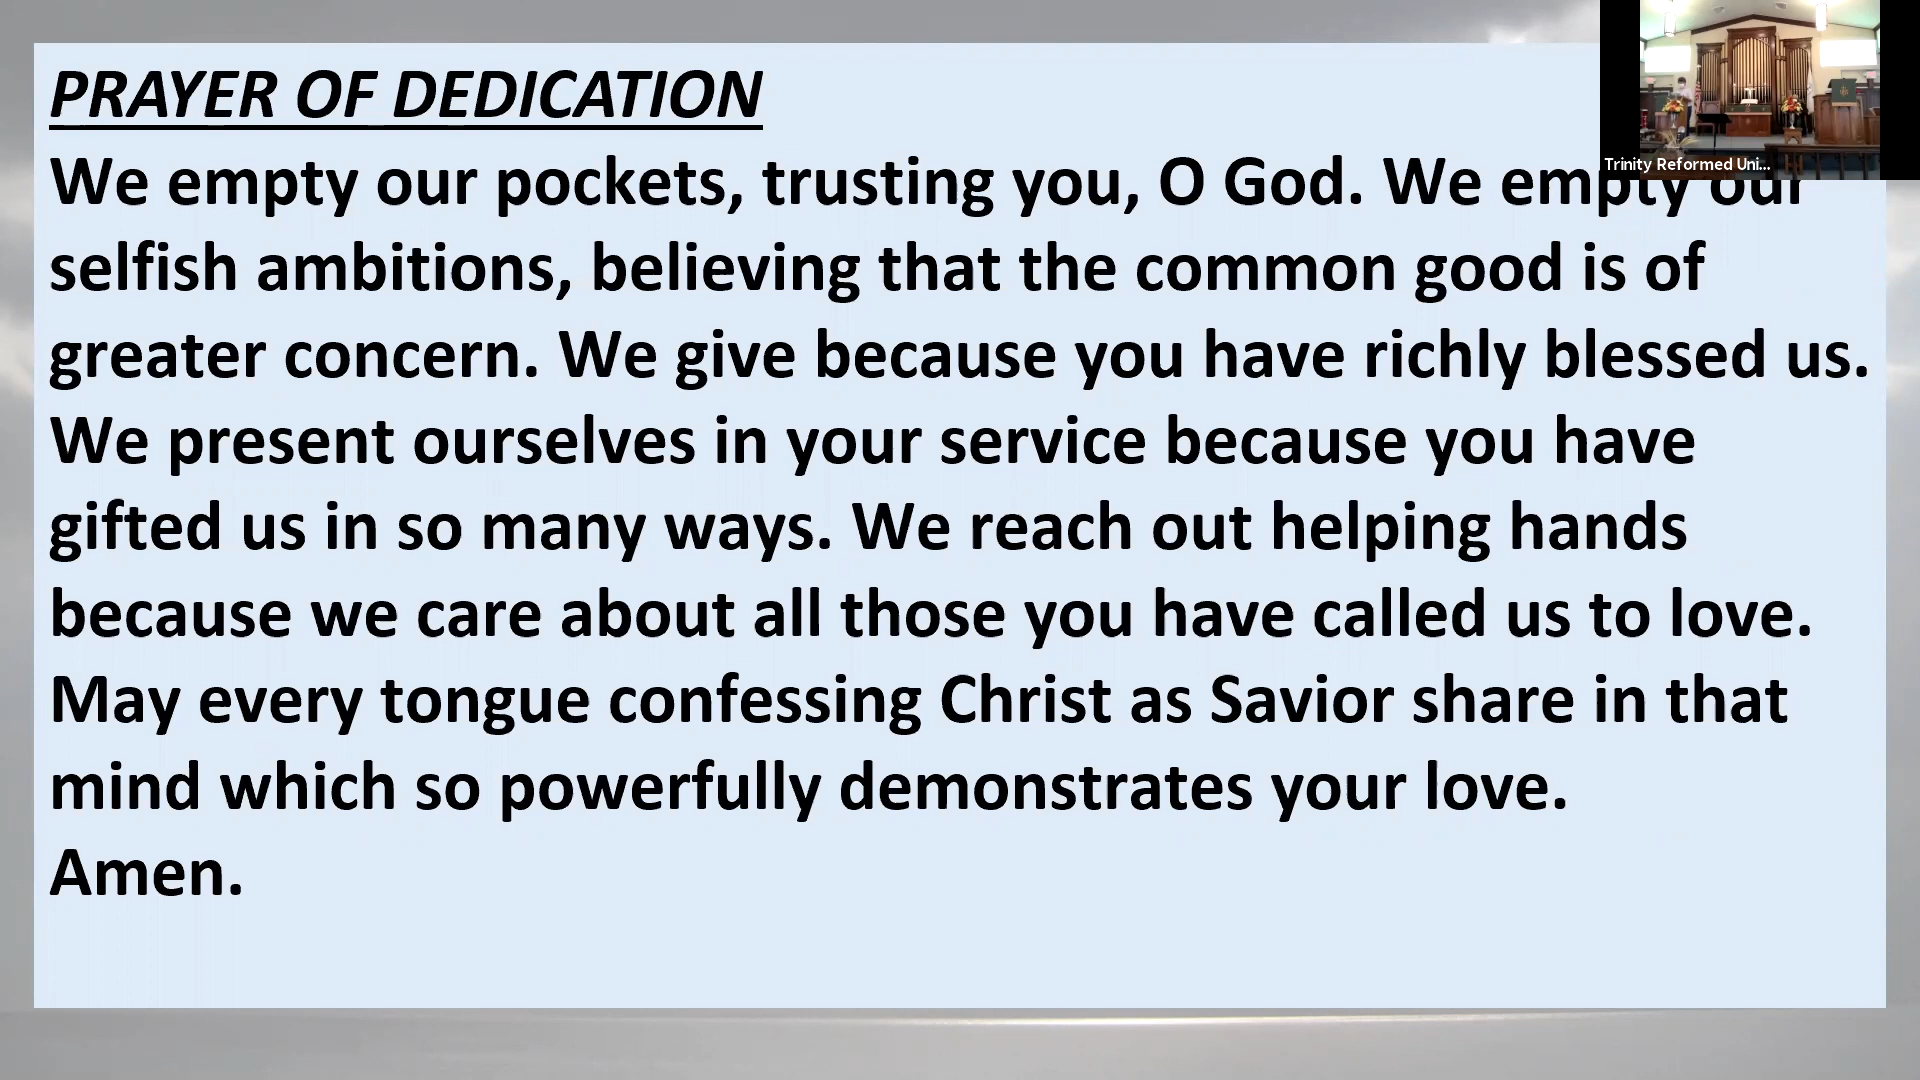 PRAYER OF DEDICATION
We empty our pockets, trusting you, O God. We empty our
selfish ambitions, believing that the common good is of
greater concern. We give because you have richly blessed us.
We present ourselves in your service because you have
gifted us in so many ways. We reach out helping hands
because we care about all those you have called us to love.
May every tongue confessing Christ as Savior share in that
mind which so powerfully demonstrates your love.
Amen.
Trinity Reformed Uni...